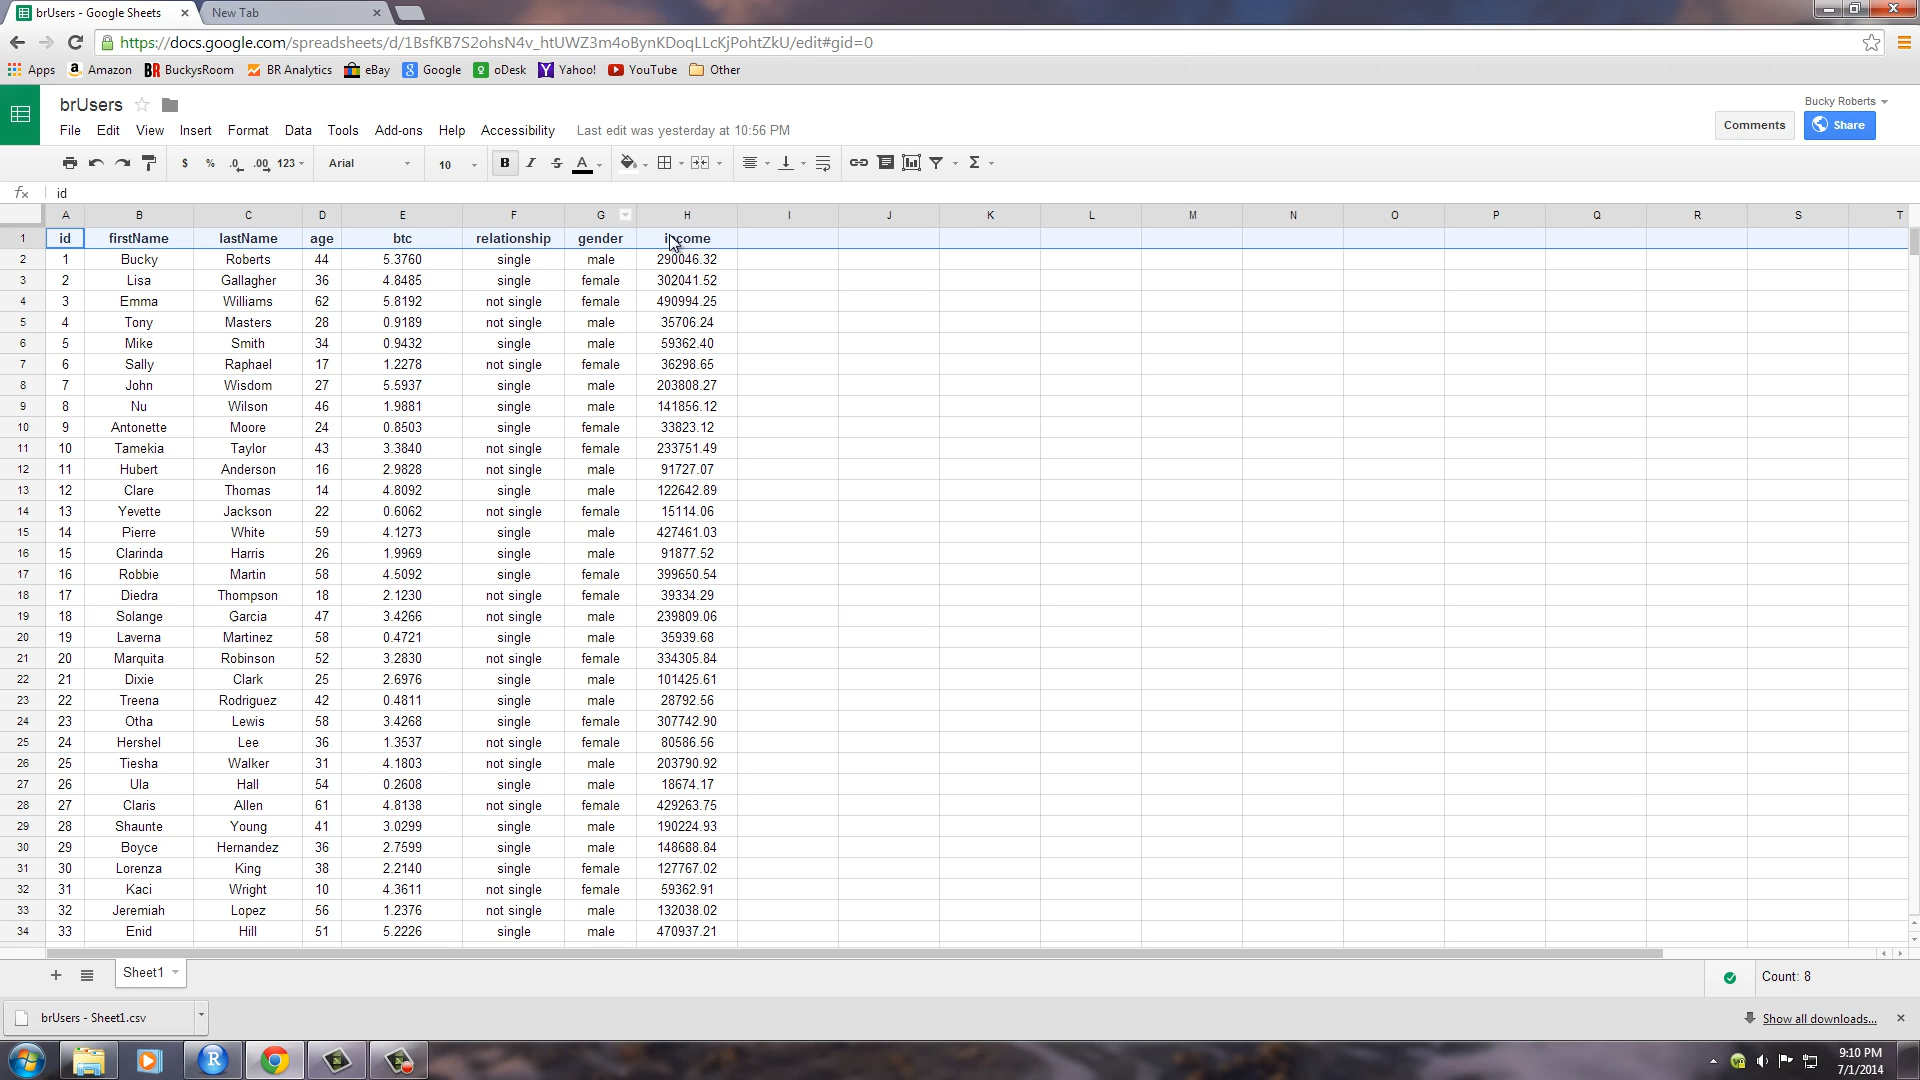 brUsers - Google Sheets
New Tab
https://docs.google.com/spreadsheets/d/1BsfKB7S2ohsN4v_htUWZ3m4oBynKDoqLLcKjPohtZkU/edit#gid=0
Apps Amazon BuckysRoom BR Analytics eBay Google oDesk Yahoo! YouTube Other
brUsers
Bucky Roberts
File Edit View Insert Format Data Tools Add-ons Help Accessibility Last edit was yesterday at 10:56 PM
Comments Share
$ % .0 .00 123 Arial 10 B I S A Σ
fx id
A B C D E F G H I J K L M N O P Q R S T
1 id firstName lastName age btc relationship gender income
2 1 Bucky Roberts 44 5.3760 single male 290046.32
3 2 Lisa Gallagher 36 4.8485 single female 302041.52
4 3 Emma Williams 62 5.8192 not single female 490994.25
5 4 Tony Masters 28 0.9189 not single male 35706.24
6 5 Mike Smith 34 0.9432 single male 59362.40
7 6 Sally Raphael 17 1.2278 not single female 36298.65
8 7 John Wisdom 27 5.5937 single male 203808.27
9 8 Nu Wilson 46 1.9881 single male 141856.12
10 9 Antonette Moore 24 0.8503 single female 33823.12
11 10 Tamekia Taylor 43 3.3840 not single female 233751.49
12 11 Hubert Anderson 16 2.9828 not single male 91727.07
13 12 Clare Thomas 14 4.8092 single male 122642.89
14 13 Yevette Jackson 22 0.6062 not single female 15114.06
15 14 Pierre White 59 4.1273 single male 427461.03
16 15 Clarinda Harris 26 1.9969 single male 91877.52
17 16 Robbie Martin 58 4.5092 single female 399650.54
18 17 Diedra Thompson 18 2.1230 not single female 39334.29
19 18 Solange Garcia 47 3.4266 not single male 239809.06
20 19 Laverna Martinez 58 0.4721 single male 35939.68
21 20 Marquita Robinson 52 3.2830 not single female 334305.84
22 21 Dixie Clark 25 2.6976 single male 101425.61
23 22 Treena Rodriguez 42 0.4811 single male 28792.56
24 23 Otha Lewis 58 3.4268 single female 307742.90
25 24 Hershel Lee 36 1.3537 not single female 80586.56
26 25 Tiesha Walker 31 4.1803 not single male 203790.92
27 26 Ula Hall 54 0.2608 single male 18674.17
28 27 Claris Allen 61 4.8138 not single female 429263.75
29 28 Shaunte Young 41 3.0299 single male 190224.93
30 29 Boyce Hernandez 36 2.7599 single male 148688.84
31 30 Lorenza King 38 2.2140 single female 127767.02
32 31 Kaci Wright 10 4.3611 not single female 59362.91
33 32 Jeremiah Lopez 56 1.2376 not single male 132038.02
34 33 Enid Hill 51 5.2226 single male 470937.21
Sheet1
Count: 8
brUsers - Sheet1.csv
Show all downloads...
9:10 PM
7/1/2014